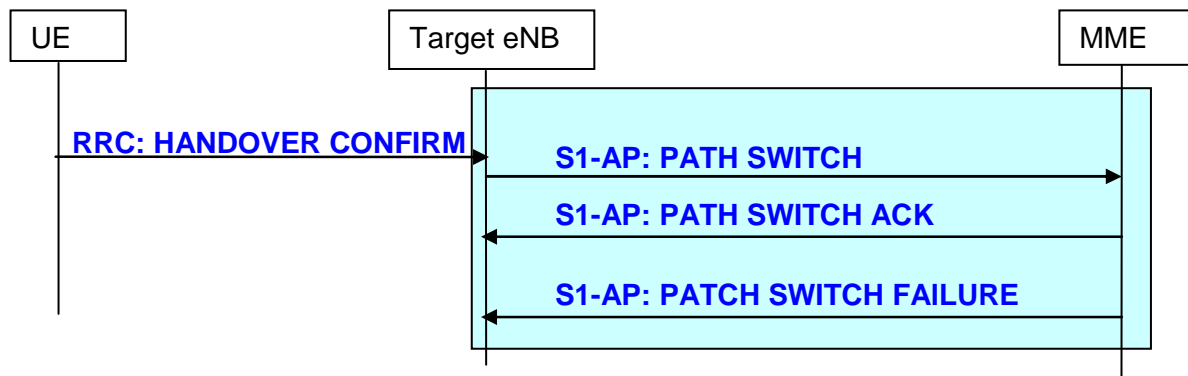 UE
Target eNB
MME
RRC: HANDOVER CONFIRM
S1-AP: PATH SWITCH
S1-AP: PATH SWITCH ACK
S1-AP: PATCH SWITCH FAILURE